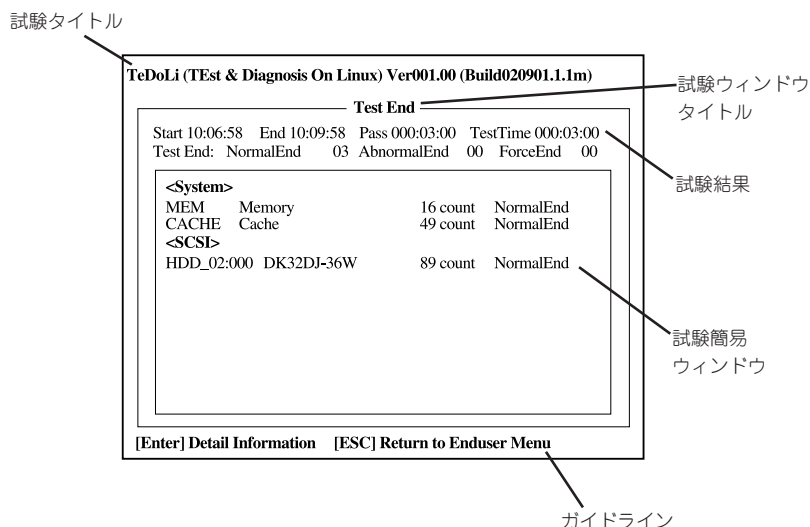 試験タイトル
TeDoLi (TEst & Diagnosis On Linux) Ver001.00 (Build020901.1.1m)
試験ウィンドウ
タイトル
Test End
Start 10:06:58 End 10:09:58 Pass 000:03:00 TestTime 000:03:00
Test End: NormalEnd 03 AbnormalEnd 00 ForceEnd 00
試験結果
<System>
MEM Memory 16 count NormalEnd
CACHE Cache 49 count NormalEnd
<SCSI>
HDD_02:000 DK32DJ-36W 89 count NormalEnd
試験簡易
ウィンドウ
[Enter] Detail Information [ESC] Return to Enduser Menu
ガイドライン